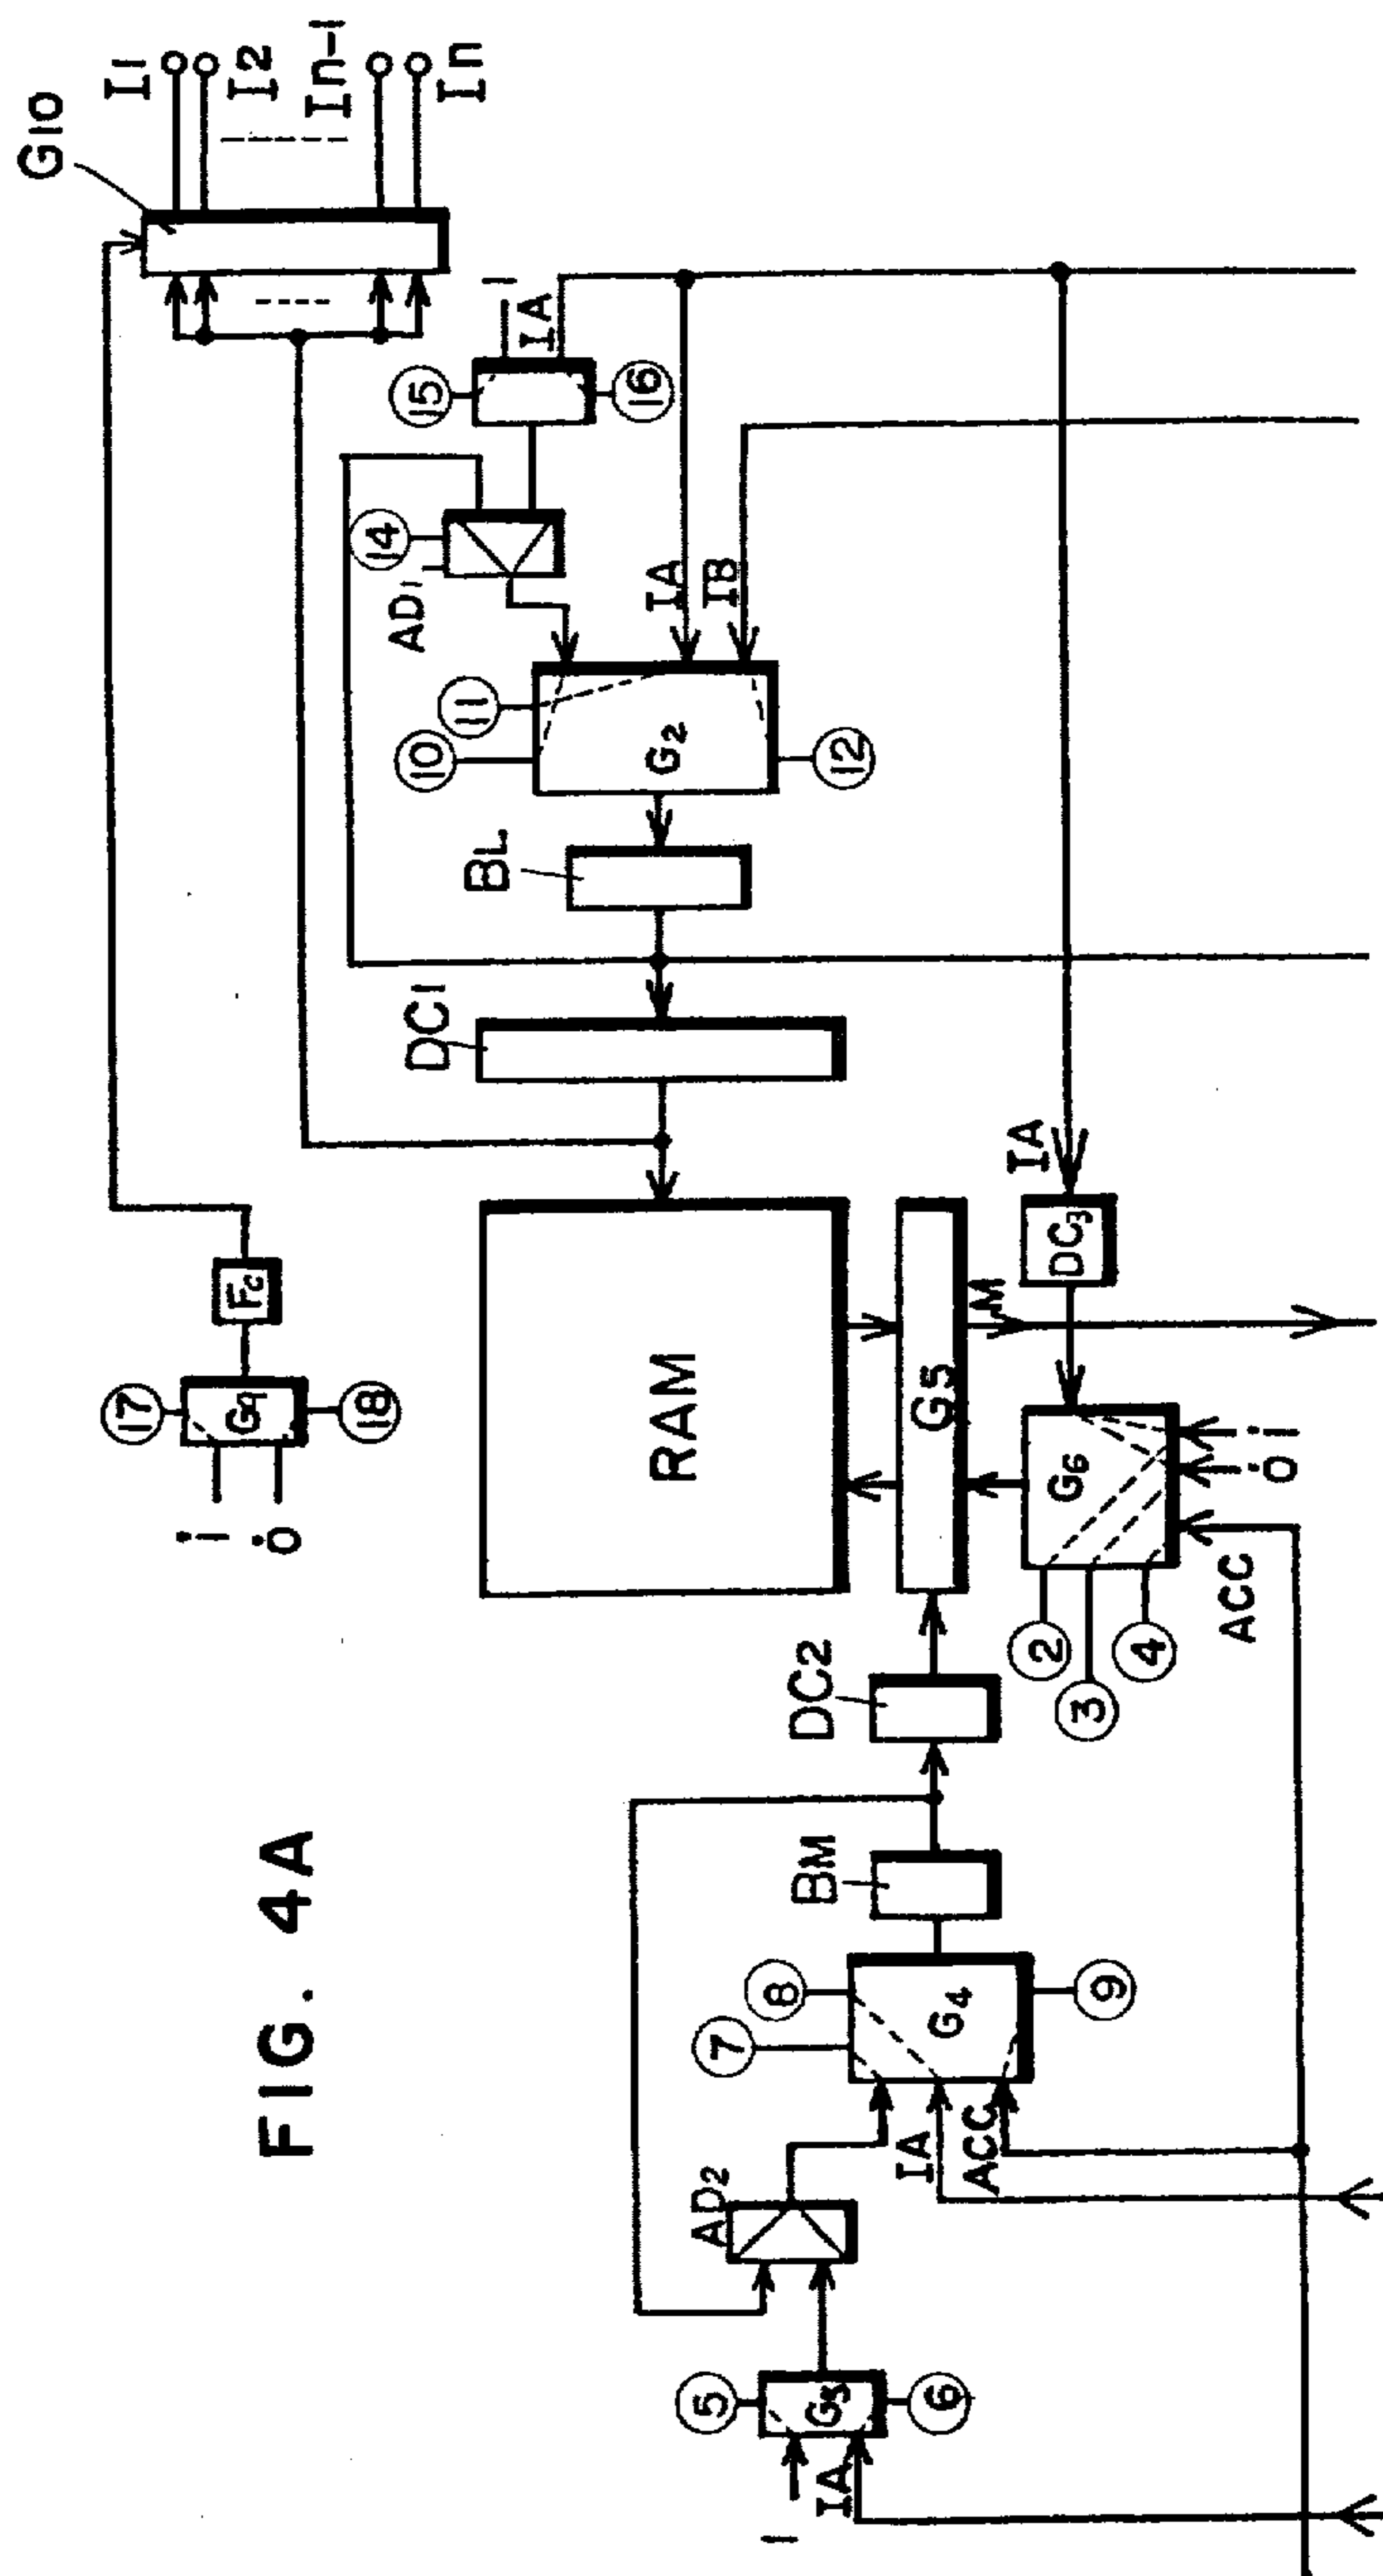 FIG. 4A
G10
I1
I2
In-1
In
17
G9
18
i
o
Fc
15
1
IA
16
14
AD1
11
10
G2
IA
IB
12
BL
DC1
RAM
G5
M
IA
DC3
G6
i
o
ACC
2
3
4
DC2
BM
8
7
G4
9
IA
ACC
AD2
5
G3
6
1
IA